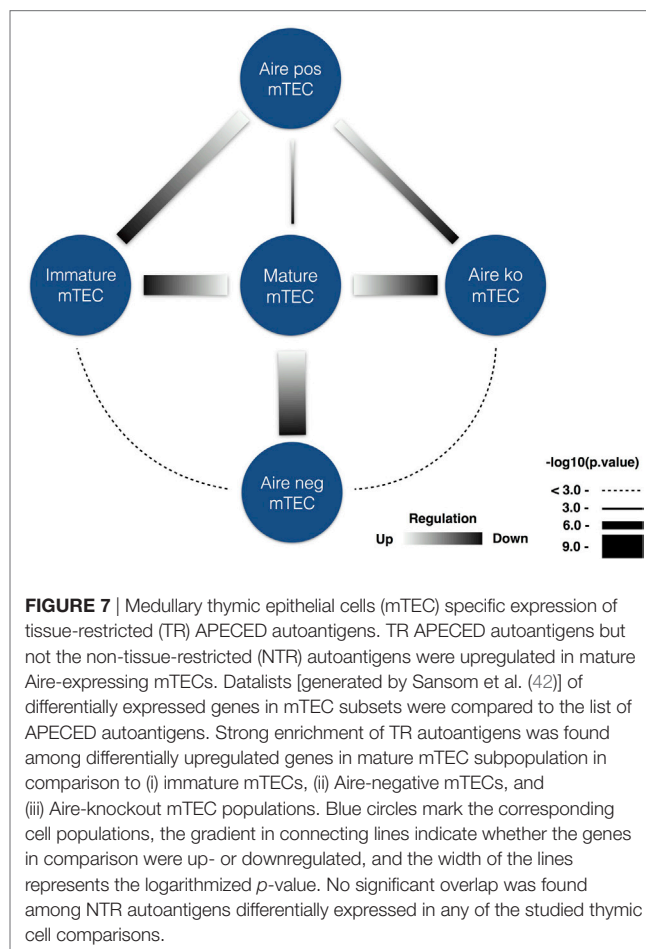 Aire pos
mTEC
Immature
mTEC
Mature
mTEC
Aire ko
mTEC
Aire neg
mTEC
Regulation
Up Down
-log10(p.value)
< 3.0 -
3.0 -
6.0 -
9.0 -
FIGURE 7 | Medullary thymic epithelial cells (mTEC) specific expression of
tissue-restricted (TR) APECED autoantigens. TR APECED autoantigens but
not the non-tissue-restricted (NTR) autoantigens were upregulated in mature
Aire-expressing mTECs. Datalists [generated by Sansom et al. (42)] of
differentially expressed genes in mTEC subsets were compared to the list of
APECED autoantigens. Strong enrichment of TR autoantigens was found
among differentially upregulated genes in mature mTEC subpopulation in
comparison to (i) immature mTECs, (ii) Aire-negative mTECs, and
(iii) Aire-knockout mTEC populations. Blue circles mark the corresponding
cell populations, the gradient in connecting lines indicate whether the genes
in comparison were up- or downregulated, and the width of the lines
represents the logarithmized p-value. No significant overlap was found
among NTR autoantigens differentially expressed in any of the studied thymic
cell comparisons.